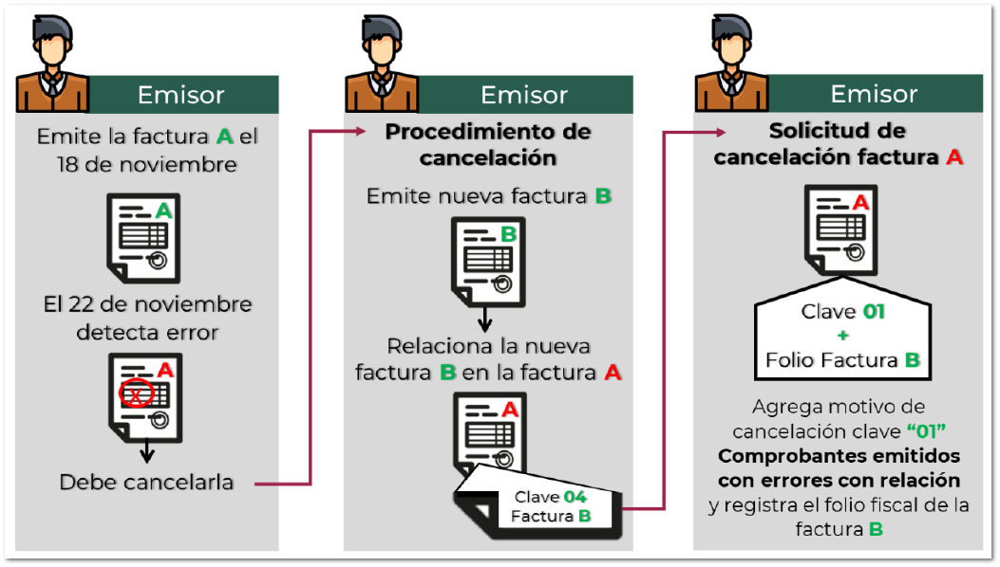 Emisor
Emite la factura A el
18 de noviembre
A
El 22 de noviembre
detecta error
A
X
Debe cancelarla
Emisor
Procedimiento de
cancelación
Emite nueva factura B
B
Relaciona la nueva
factura B en la factura A
A
Clave 04
Factura B
Emisor
Solicitud de
cancelación factura A
A
Clave 01
+
Folio Factura B
Agrega motivo de
cancelación clave “01”
Comprobantes emitidos
con errores con relación
y registra el folio fiscal de la
factura B